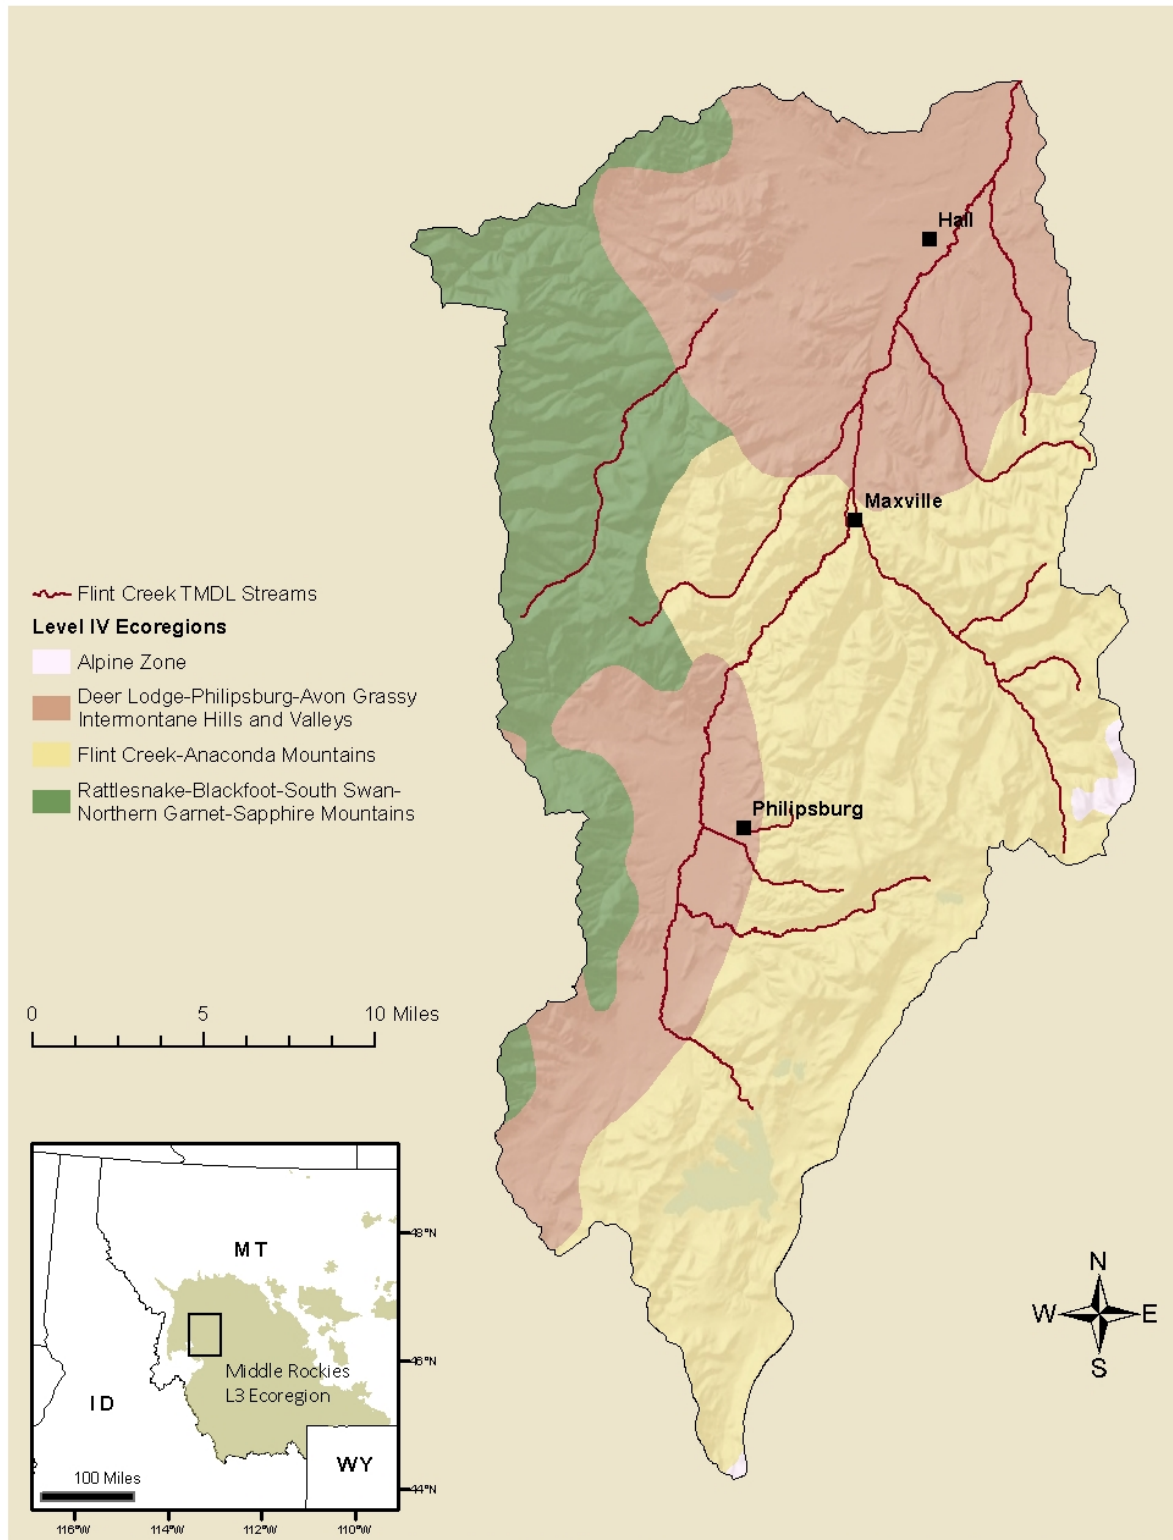 Hall
Maxville
Flint Creek TMDL Streams
Level IV Ecoregions
Alpine Zone
Deer Lodge-Philipsburg-Avon Grassy
Intermontane Hills and Valleys
Flint Creek-Anaconda Mountains
Rattlesnake-Blackfoot-South Swan-
Northern Garnet-Sapphire Mountains
Philipsburg
0 5 10 Miles
48°N
MT
46°N
Middle Rockies
L3 Ecoregion
ID
WY
100 Miles
44°N
116°W 114°W 112°W 110°W
N
W E
S